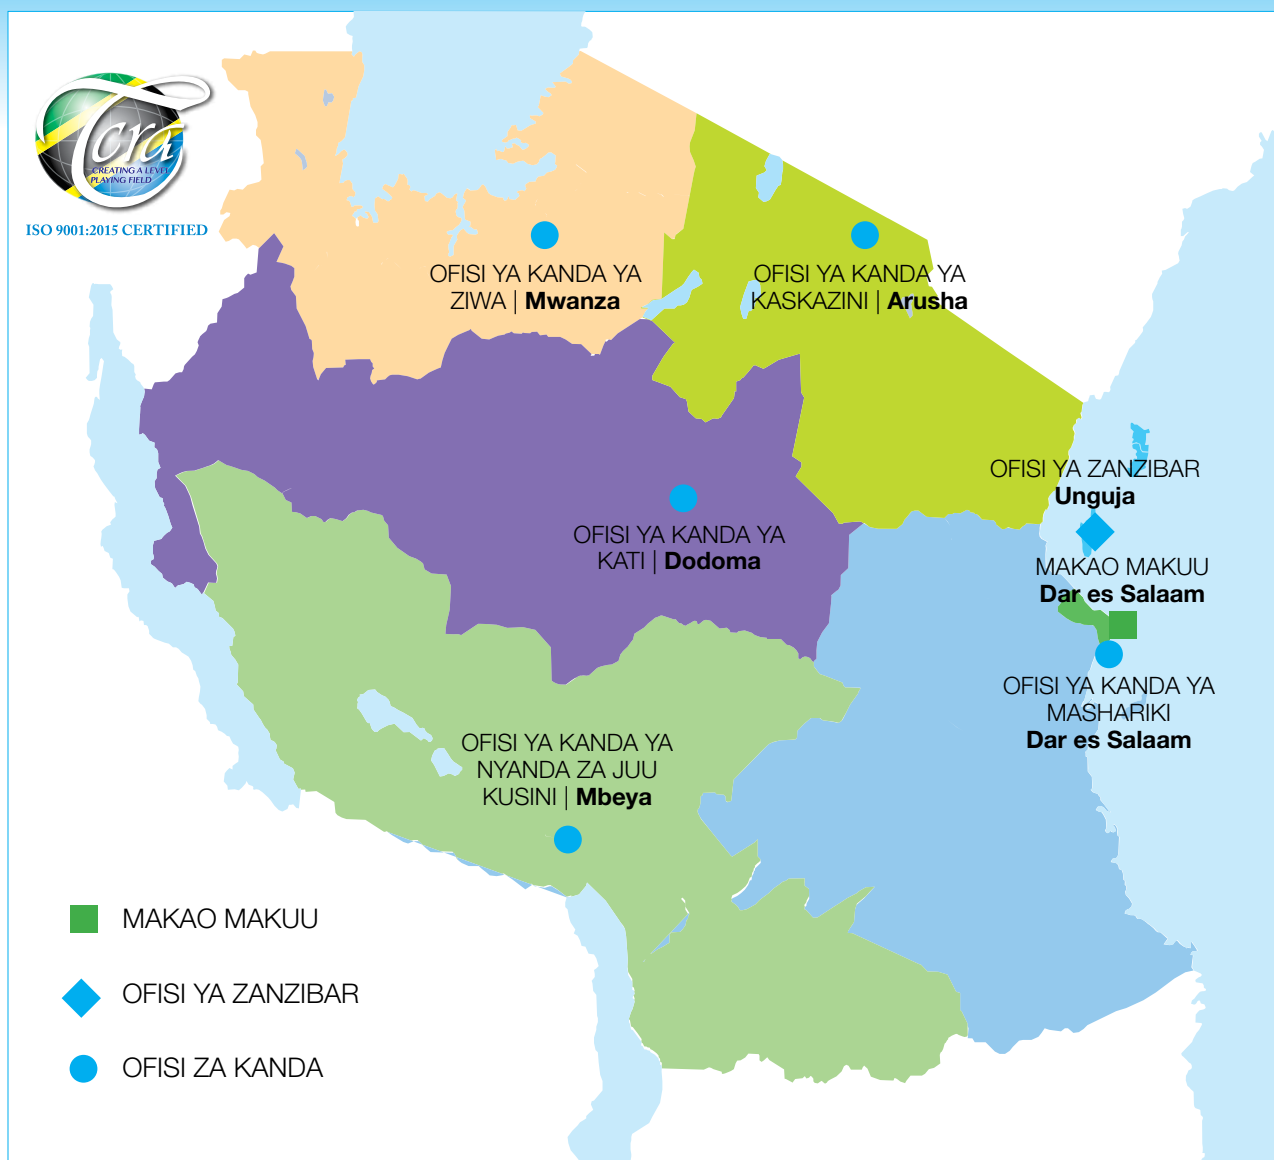 Tcra
CREATING A LEVEL
PLAYING FIELD
ISO 9001:2015 CERTIFIED
OFISI YA KANDA YA
ZIWA | Mwanza
OFISI YA KANDA YA
KASKAZINI | Arusha
OFISI YA ZANZIBAR
Unguja
OFISI YA KANDA YA
KATI | Dodoma
MAKAO MAKUU
Dar es Salaam
OFISI YA KANDA YA
MASHARIKI
Dar es Salaam
OFISI YA KANDA YA
NYANDA ZA JUU
KUSINI | Mbeya
MAKAO MAKUU
OFISI YA ZANZIBAR
OFISI ZA KANDA